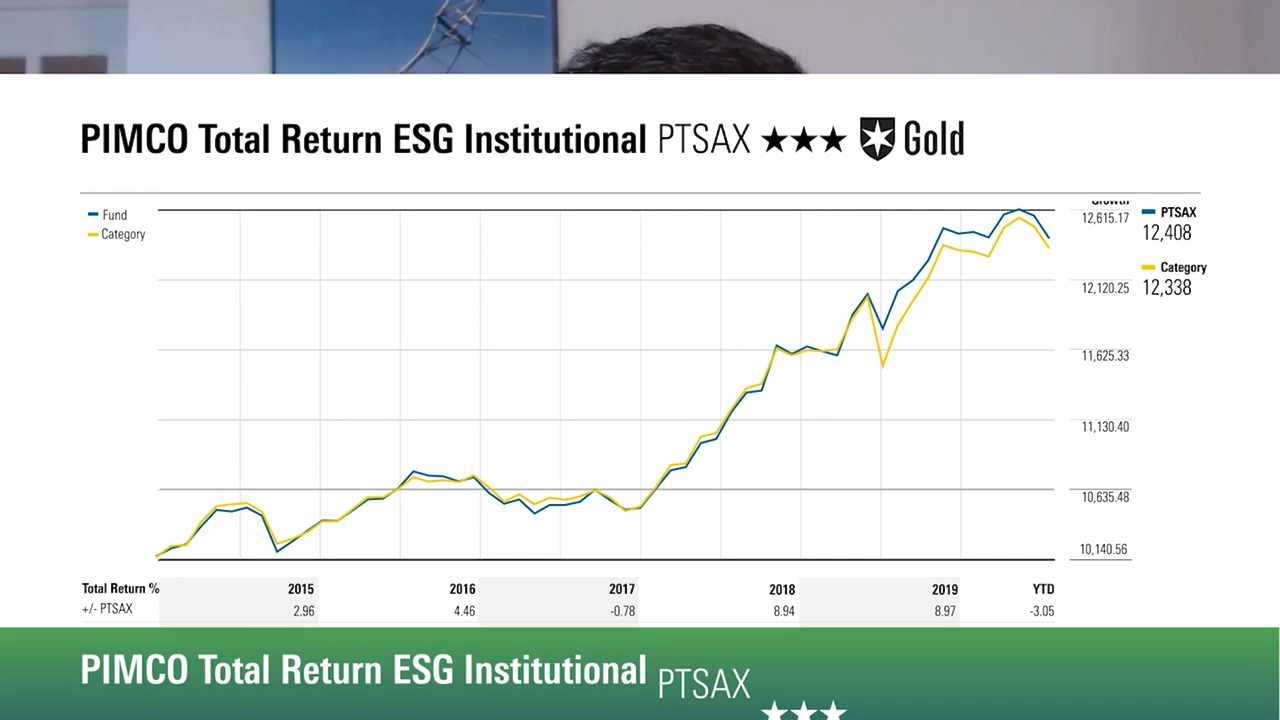 PIMCO Total Return ESG Institutional PTSAX ★★★ Gold
Fund
Category
Growth
12,615.17
12,120.25
11,625.33
11,130.40
10,635.48
10,140.56
PTSAX
12,408
Category
12,338
Total Return % 2015 2016 2017 2018 2019 YTD
+/- PTSAX 2.96 4.46 -0.78 8.94 8.97 -3.05
PIMCO Total Return ESG Institutional PTSAX
★★★